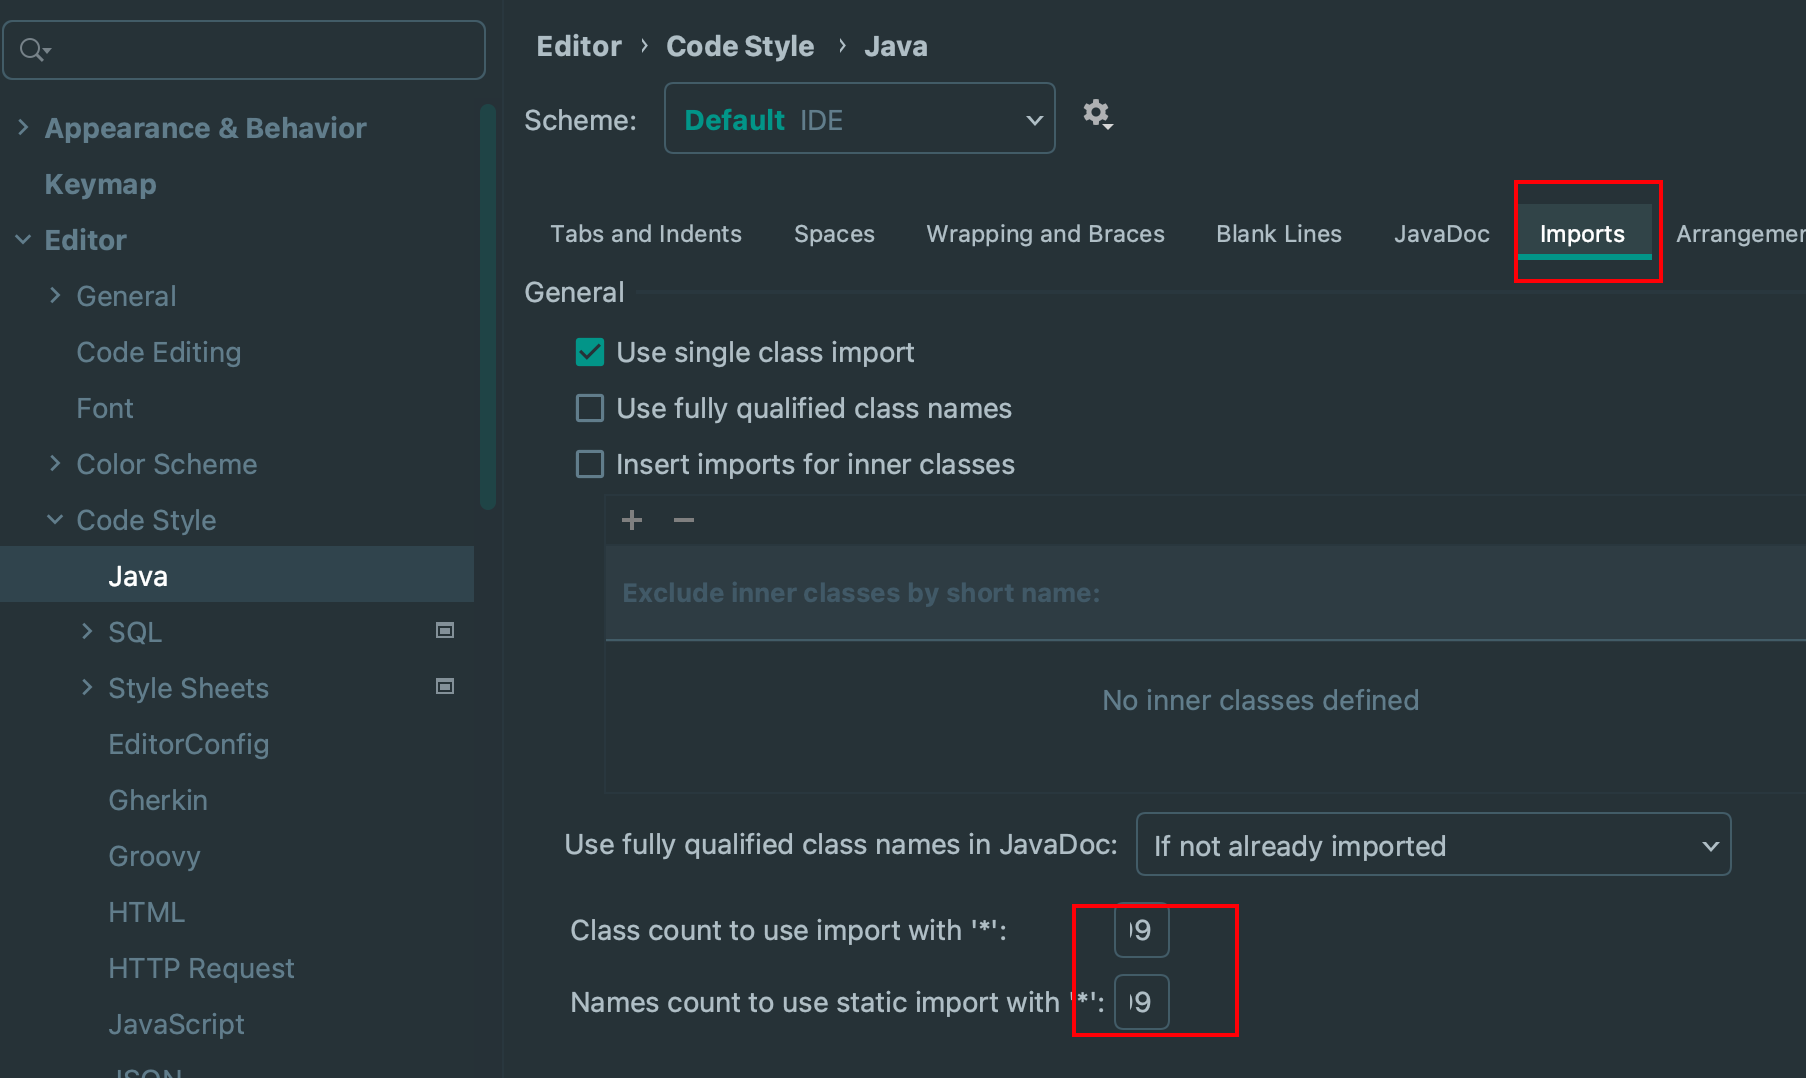 Appearance & Behavior
Keymap
Editor
General
Code Editing
Font
Color Scheme
Code Style
Java
SQL
Style Sheets
EditorConfig
Gherkin
Groovy
HTML
HTTP Request
JavaScript
JSON
Editor › Code Style › Java
Scheme: Default IDE
Tabs and Indents Spaces Wrapping and Braces Blank Lines JavaDoc Imports Arrangemen
General
Use single class import
Use fully qualified class names
Insert imports for inner classes
Exclude inner classes by short name:
No inner classes defined
Use fully qualified class names in JavaDoc: If not already imported
Class count to use import with '*': 99
Names count to use static import with '*': 99